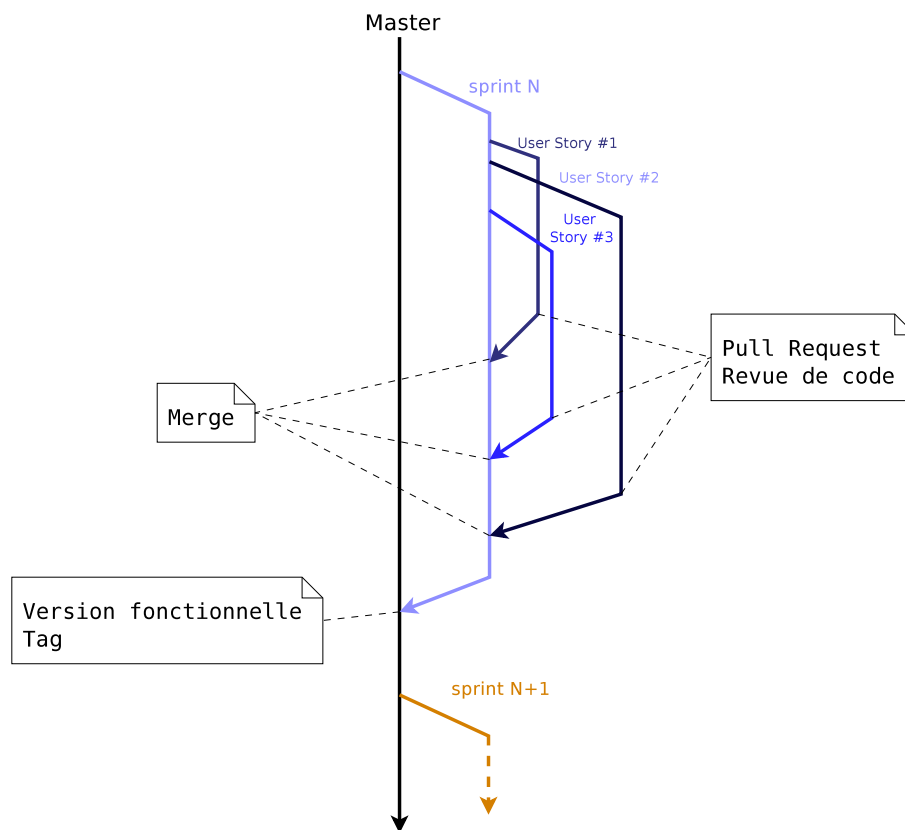 Master
sprint N
User Story #1
User Story #2
User
Story #3
Pull Request
Revue de code
Merge
Version fonctionnelle
Tag
sprint N+1